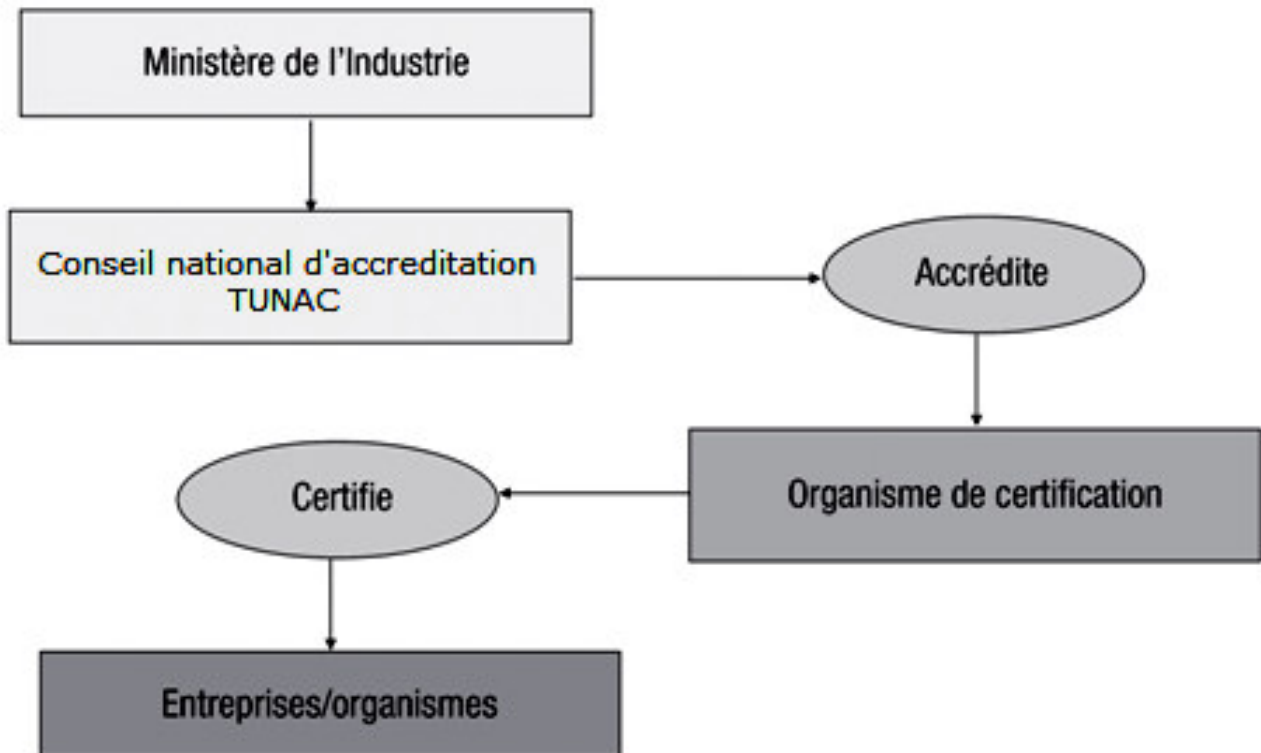 Ministère de l'Industrie
Conseil national d'accreditation
TUNAC
Accrédite
Organisme de certification
Certifie
Entreprises/organismes